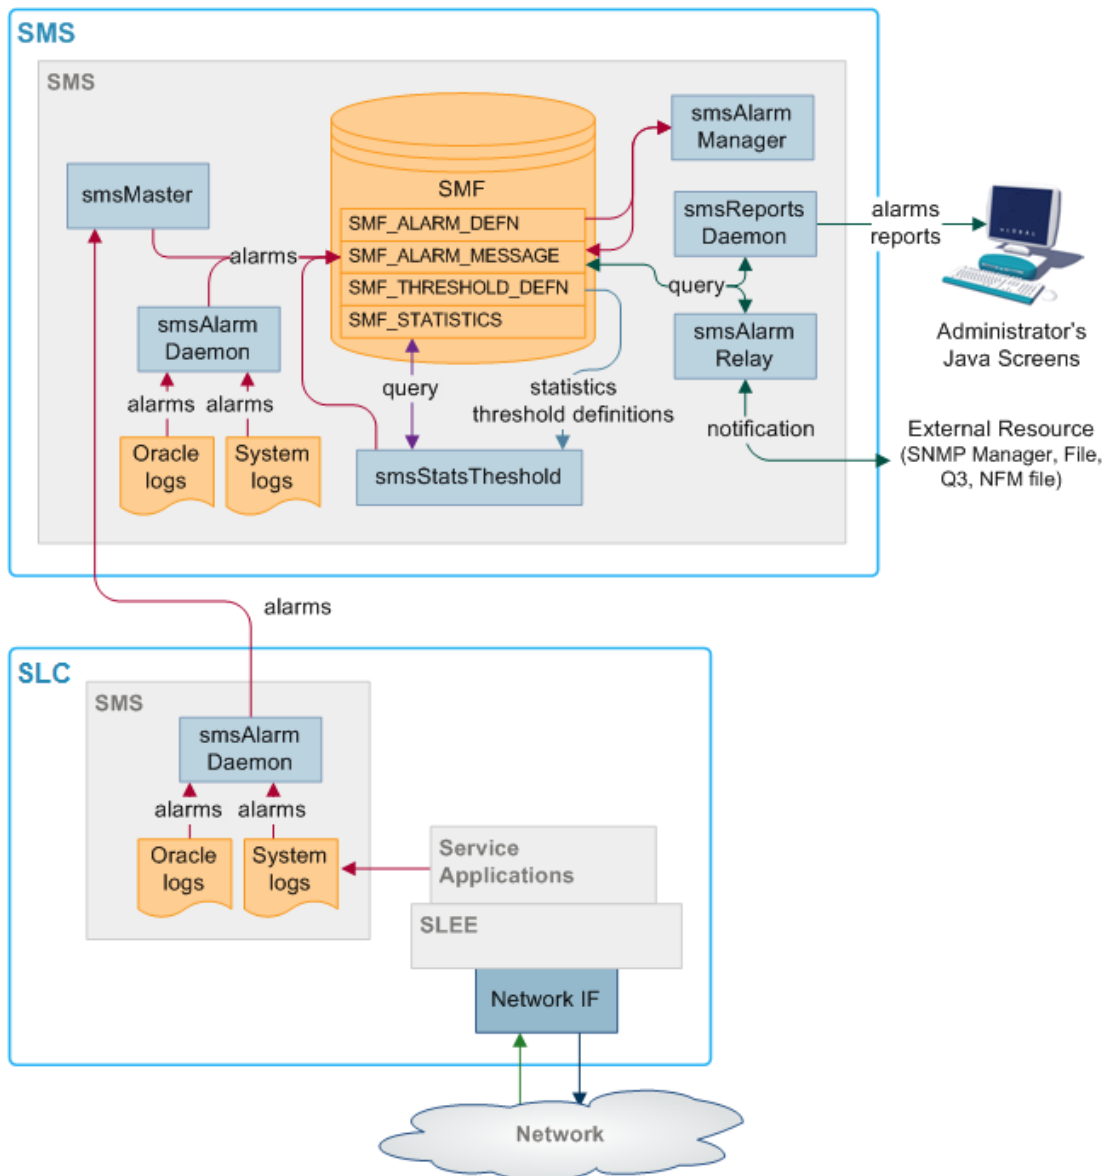 SMS
SMS
smsMaster
alarms
smsAlarm
Daemon
alarms
alarms
Oracle
logs
System
logs
SMF
SMF_ALARM_DEFN
SMF_ALARM_MESSAGE
SMF_THRESHOLD_DEFN
SMF_STATISTICS
query
statistics
threshold definitions
smsStatsTheshold
smsAlarm
Manager
smsReports
Daemon
query
smsAlarm
Relay
notification
alarms
reports
GLOBAL
Administrator's
Java Screens
External Resource
(SNMP Manager, File,
Q3, NFM file)
alarms
SLC
SMS
smsAlarm
Daemon
alarms
alarms
Oracle
logs
System
logs
Service
Applications
SLEE
Network IF
Network